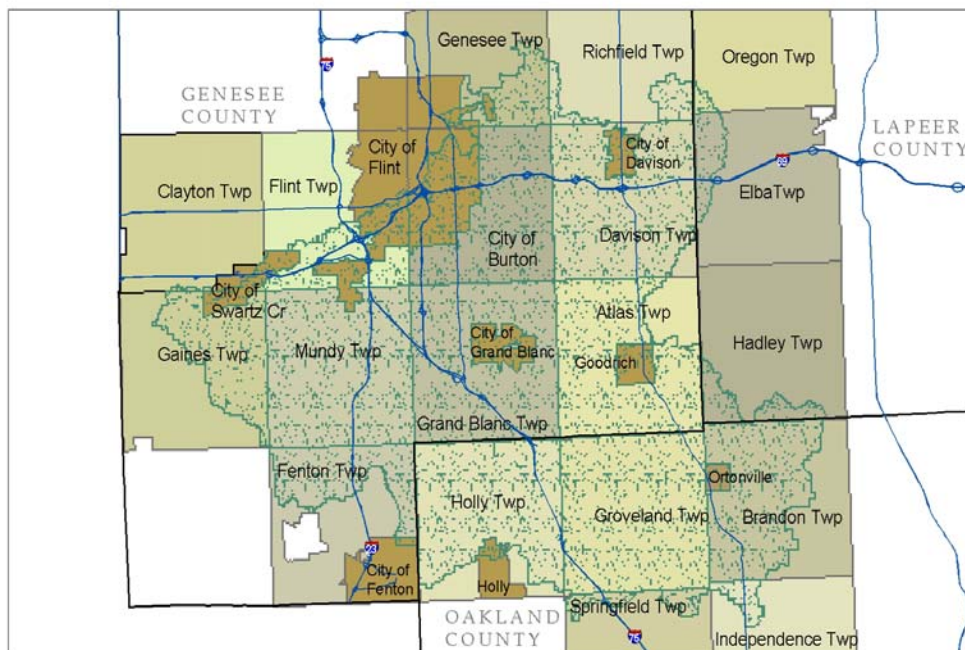 Genesee Twp
Richfield Twp
Oregon Twp
75
GENESEE
COUNTY
LAPEER
COUNTY
City of
Flint
City of
Davison
69
Clayton Twp
Flint Twp
ElbaTwp
City of
Burton
Davison Twp
City of
Swartz Cr
Atlas Twp
City of
Grand Blanc
Gaines Twp
Mundy Twp
Goodrich
Hadley Twp
Grand Blanc Twp
Fenton Twp
Holly Twp
Groveland Twp
Ortonville
Brandon Twp
23
City of
Fenton
Holly
OAKLAND
COUNTY
Springfield Twp
75
Independence Twp